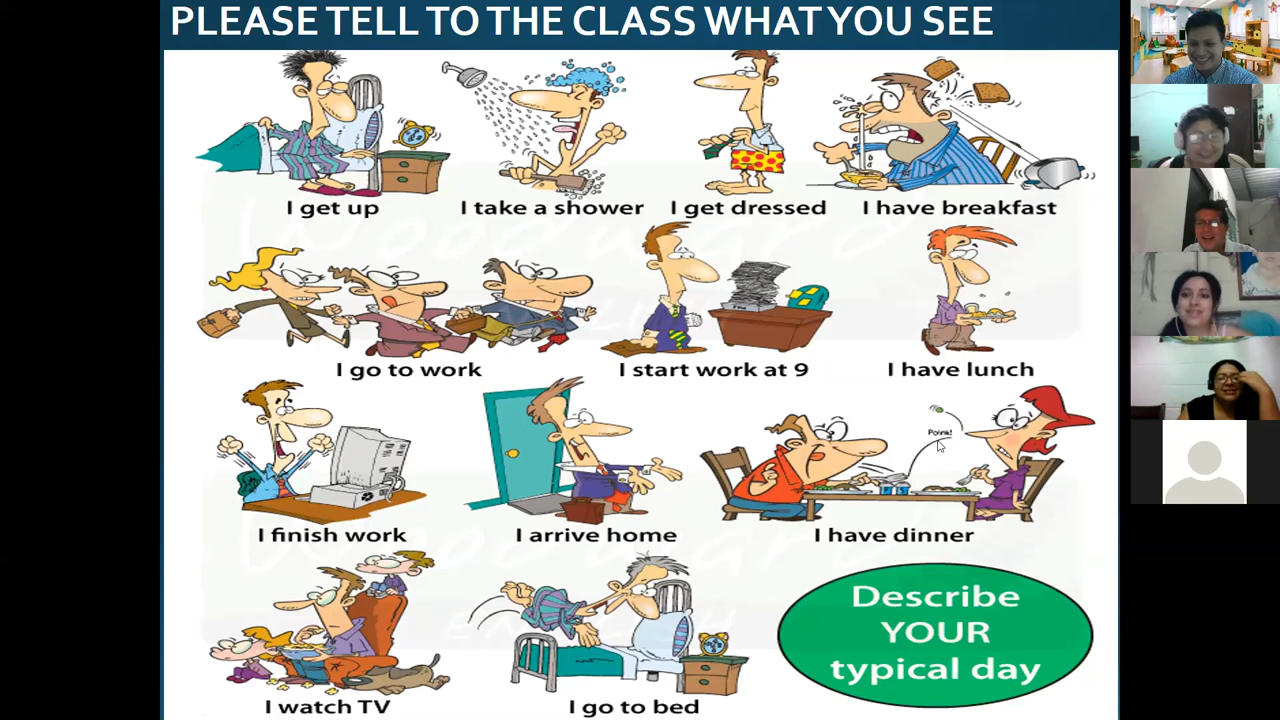 PLEASE TELL TO THE CLASS WHAT YOU SEE
I get up
I take a shower
I get dressed
I have breakfast
I go to work
I start work at 9
I have lunch
Poink!
I finish work
I arrive home
I have dinner
I watch TV
I go to bed
Describe
YOUR
typical day